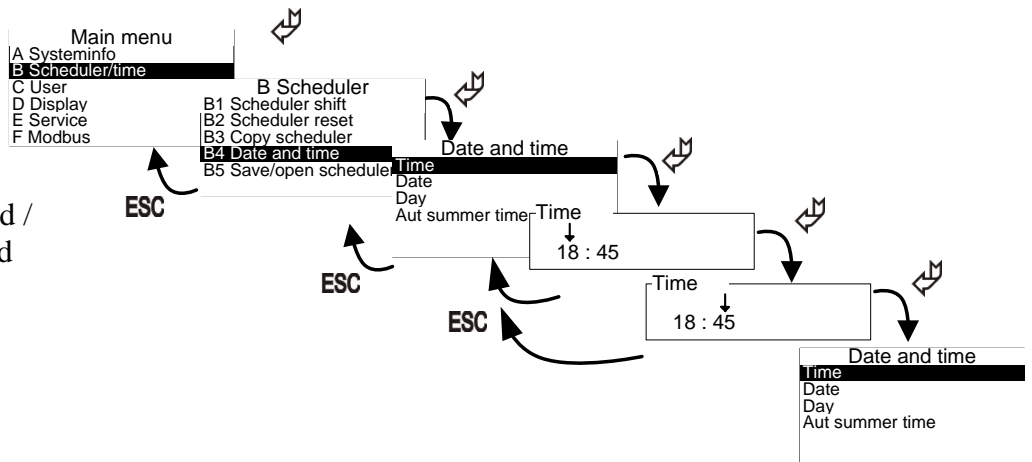 Main menu
A Systeminfo
B Scheduler/time
C User
D Display
E Service
F Modbus
B Scheduler
B1 Scheduler shift
B2 Scheduler reset
B3 Copy scheduler
B4 Date and time
B5 Save/open scheduler
ESC
d /
d
Date and time
Time
Date
Day
Aut summer time
ESC
Time
18 : 45
ESC
Time
18 : 45
Date and time
Time
Date
Day
Aut summer time